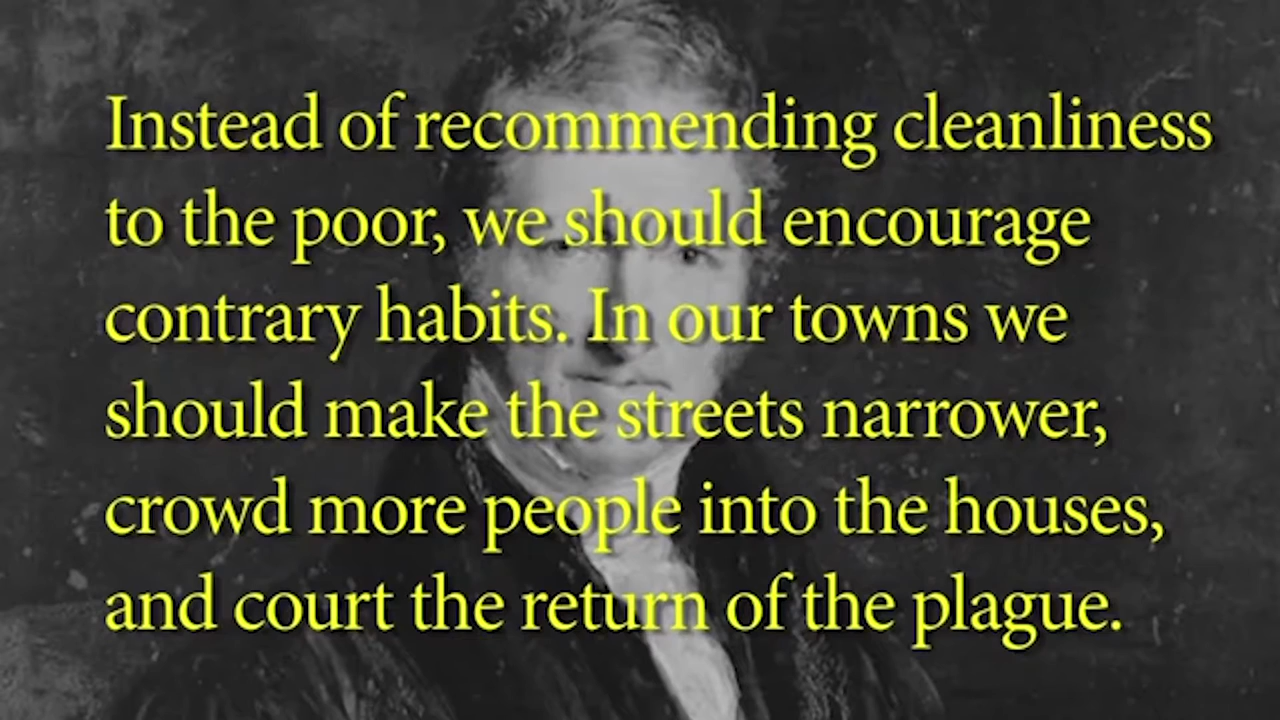 Instead of recommending cleanliness
to the poor, we should encourage
contrary habits. In our towns we
should make the streets narrower,
crowd more people into the houses,
and court the return of the plague.